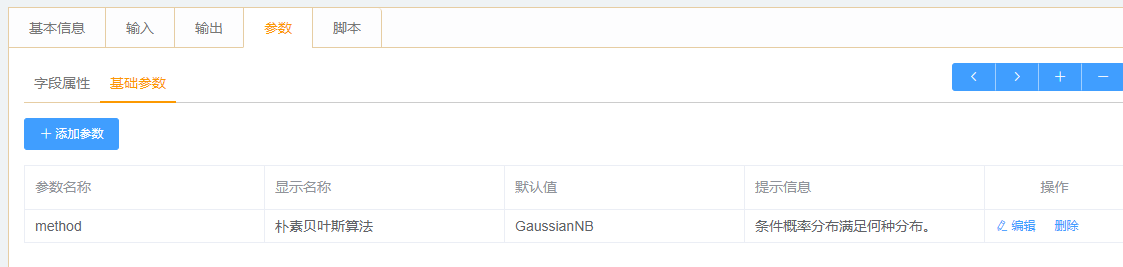 基本信息 输入 输出 参数 脚本
字段属性 基础参数
添加参数
参数名称 显示名称 默认值 提示信息 操作
method 朴素贝叶斯算法 GaussianNB 条件概率分布满足何种分布。 编辑 删除